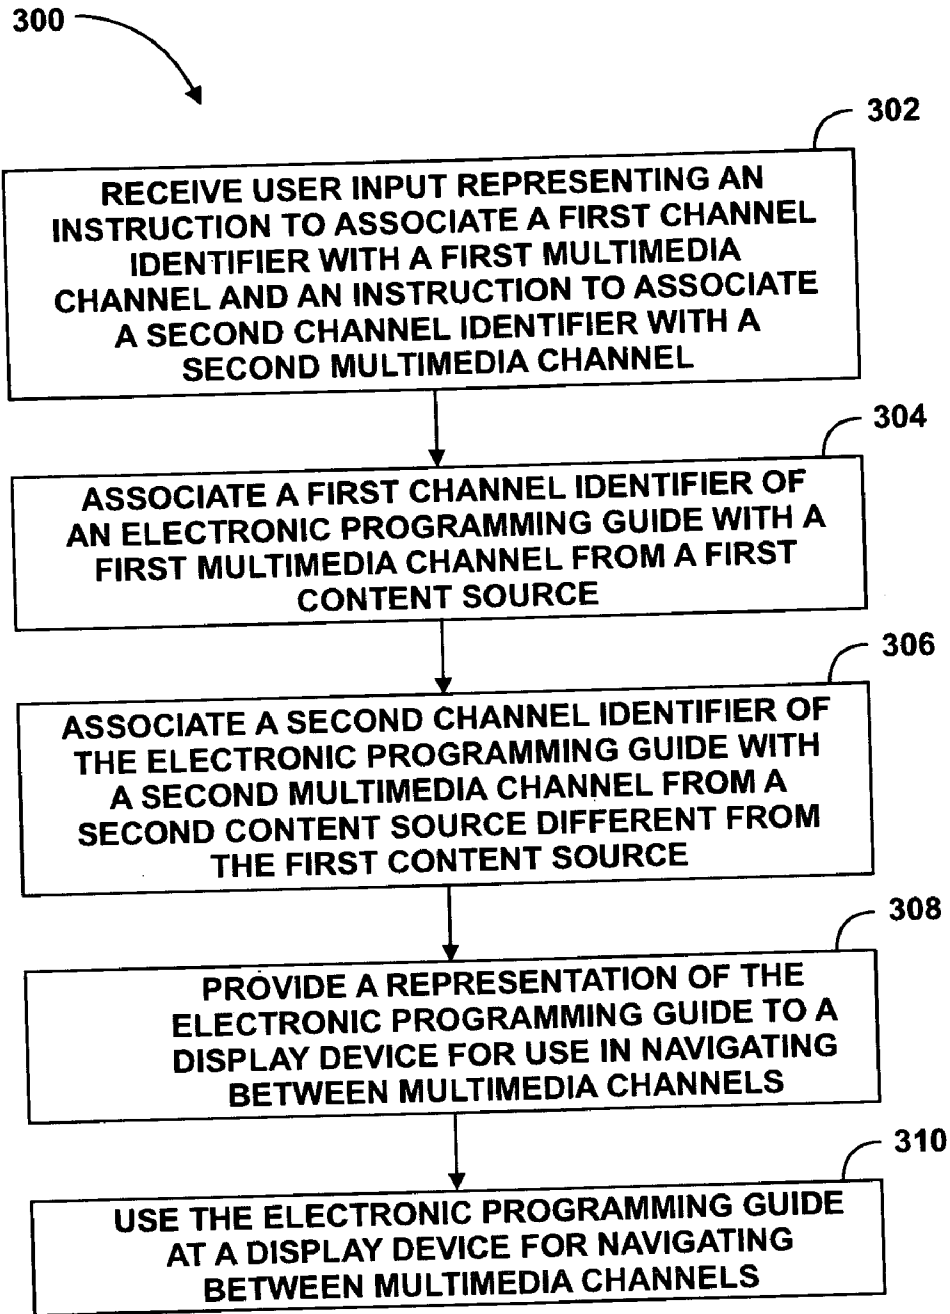 300
302
RECEIVE USER INPUT REPRESENTING AN
INSTRUCTION TO ASSOCIATE A FIRST CHANNEL
IDENTIFIER WITH A FIRST MULTIMEDIA
CHANNEL AND AN INSTRUCTION TO ASSOCIATE
A SECOND CHANNEL IDENTIFIER WITH A
SECOND MULTIMEDIA CHANNEL
304
ASSOCIATE A FIRST CHANNEL IDENTIFIER OF
AN ELECTRONIC PROGRAMMING GUIDE WITH A
FIRST MULTIMEDIA CHANNEL FROM A FIRST
CONTENT SOURCE
306
ASSOCIATE A SECOND CHANNEL IDENTIFIER OF
THE ELECTRONIC PROGRAMMING GUIDE WITH
A SECOND MULTIMEDIA CHANNEL FROM A
SECOND CONTENT SOURCE DIFFERENT FROM
THE FIRST CONTENT SOURCE
308
PROVIDE A REPRESENTATION OF THE
ELECTRONIC PROGRAMMING GUIDE TO A
DISPLAY DEVICE FOR USE IN NAVIGATING
BETWEEN MULTIMEDIA CHANNELS
310
USE THE ELECTRONIC PROGRAMMING GUIDE
AT A DISPLAY DEVICE FOR NAVIGATING
BETWEEN MULTIMEDIA CHANNELS